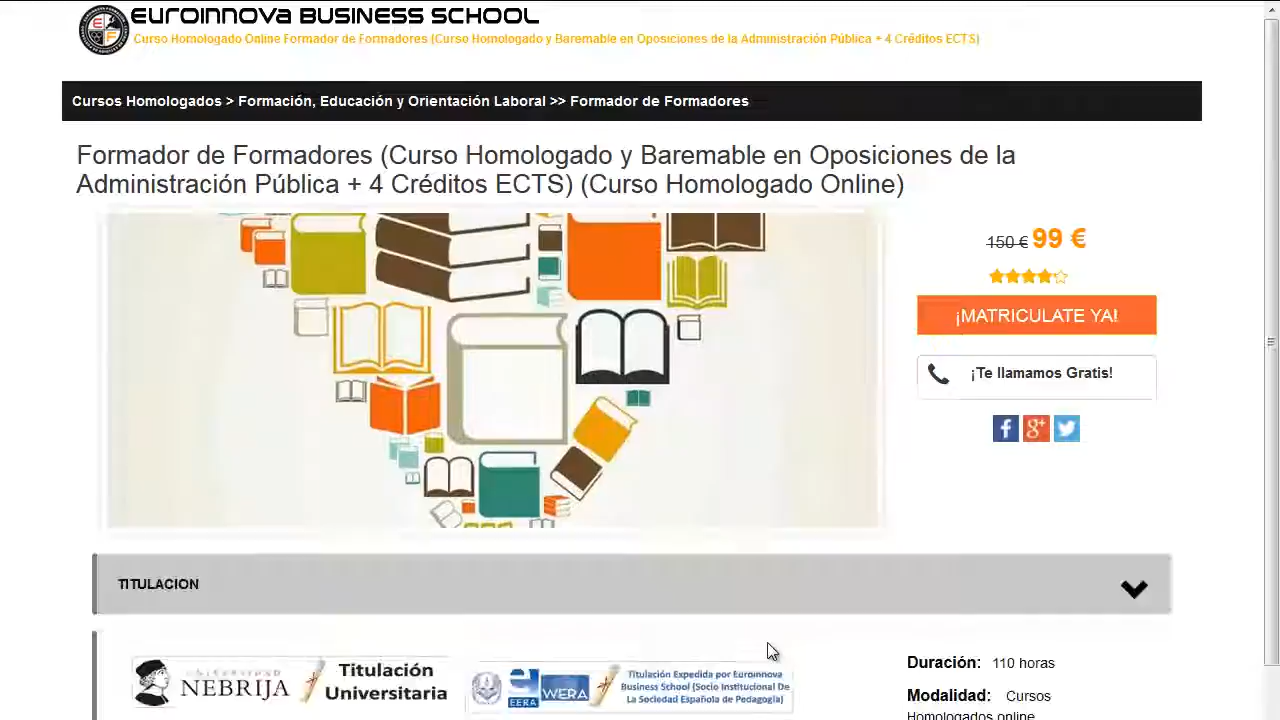 EUROINNOVA BUSINESS SCHOOL
Curso Homologado Online Formador de Formadores (Curso Homologado y Baremable en Oposiciones de la Administración Pública + 4 Créditos ECTS)
Cursos Homologados > Formación, Educación y Orientación Laboral >> Formador de Formadores
Formador de Formadores (Curso Homologado y Baremable en Oposiciones de la
Administración Pública + 4 Créditos ECTS) (Curso Homologado Online)
150 € 99 €
¡MATRICULATE YA!
¡Te llamamos Gratis!
TITULACION
UNIVERSIDAD
NEBRIJA
Titulación
Universitaria
EERA
WERA
Titulación Expedida por Euroinnova
Business School (Socio Institucional De
La Sociedad Española de Pedagogía)
Duración: 110 horas
Modalidad: Cursos
Homologados online